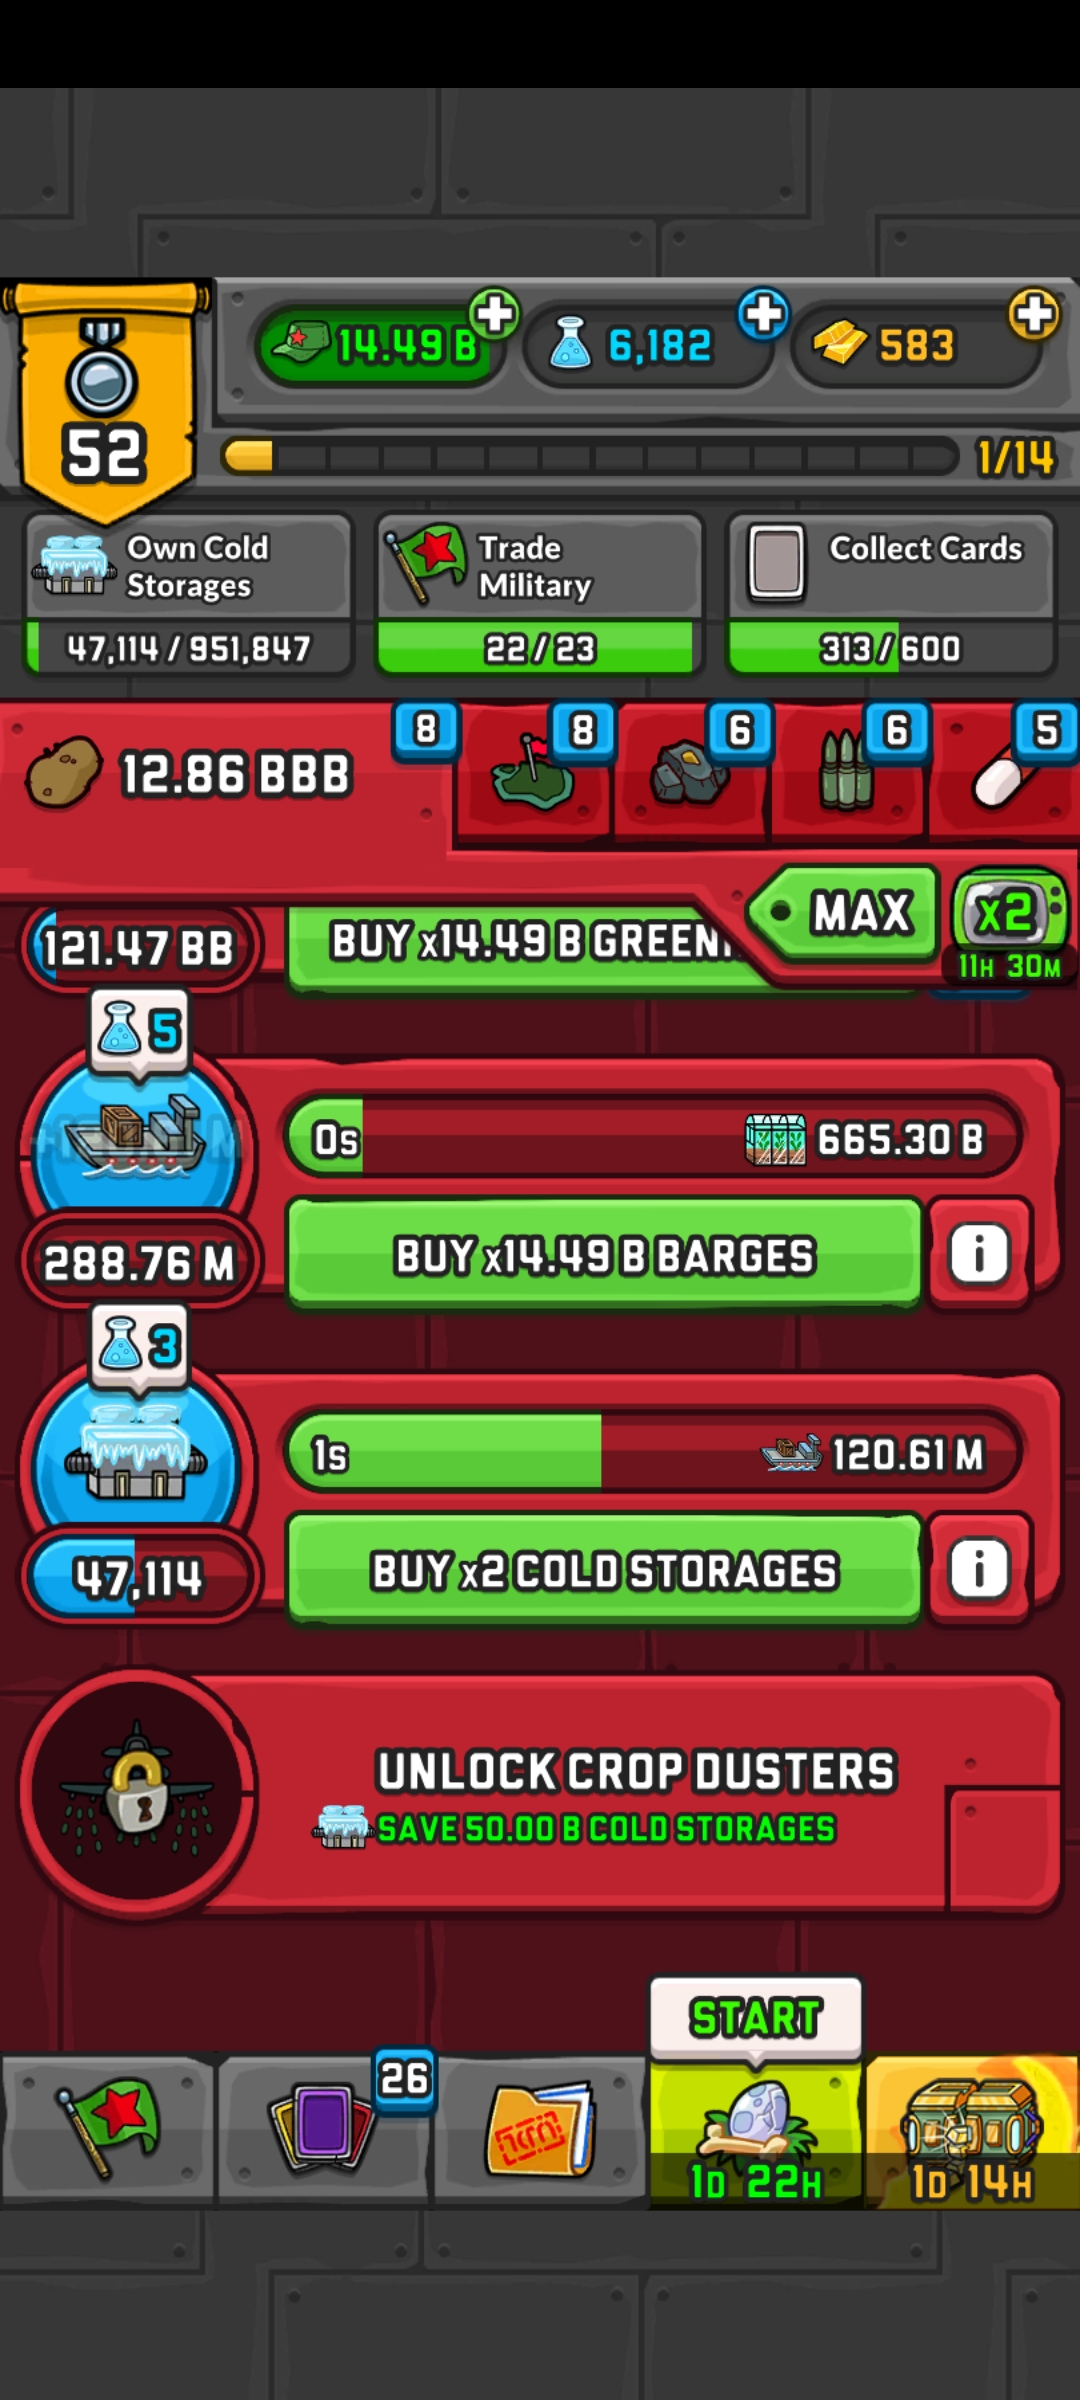 14.49 B
6,182
583
52
1/14
Own Cold
Storages
47,114 / 951,847
Trade
Military
22 / 23
Collect Cards
313 / 600
12.86 BBB
8
8
6
6
5
MAX
x2
11H 30M
121.47 BB
BUY x14.49 B GREEN
5
0s
665.30 B
288.76 M
BUY x14.49 B BARGES
i
3
1s
120.61 M
47,114
BUY x2 COLD STORAGES
i
UNLOCK CROP DUSTERS
SAVE 50.00 B COLD STORAGES
START
26
1D 22H
1D 14H